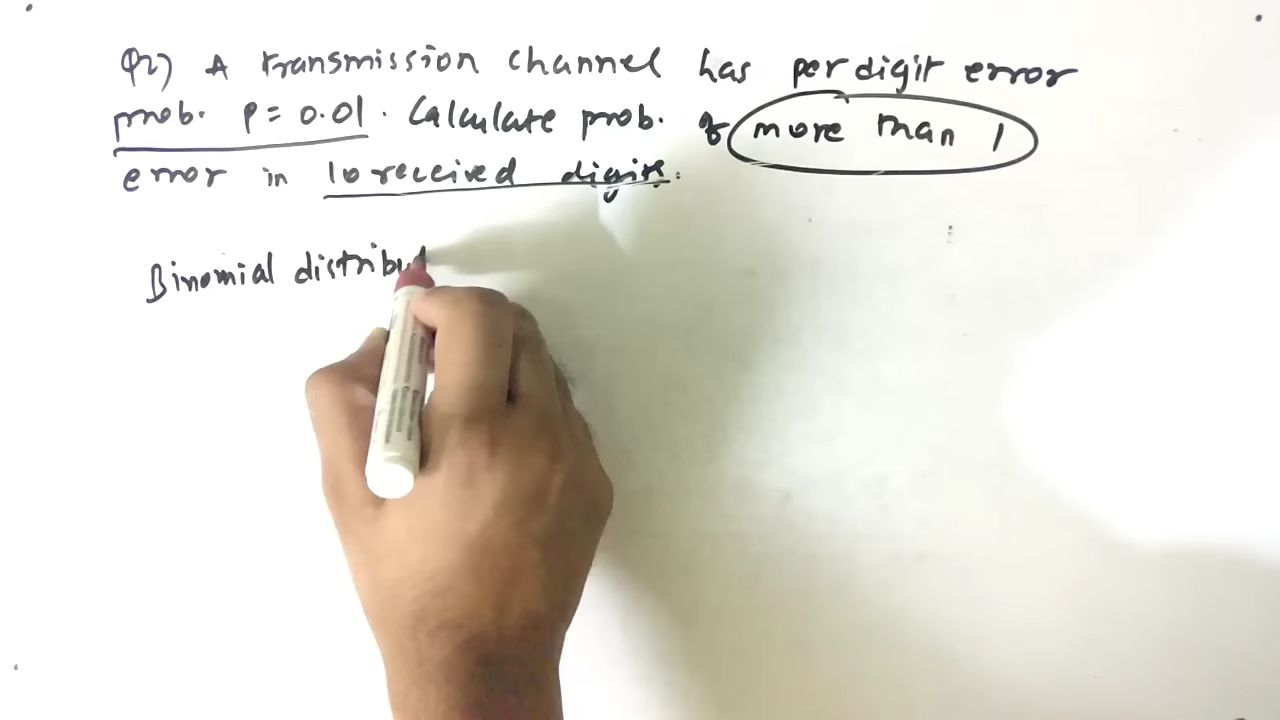 Q2) A transmission channel has per digit error
prob. p = 0.01. Calculate prob. of more than 1
error in 10 received digits.
Binomial distribut